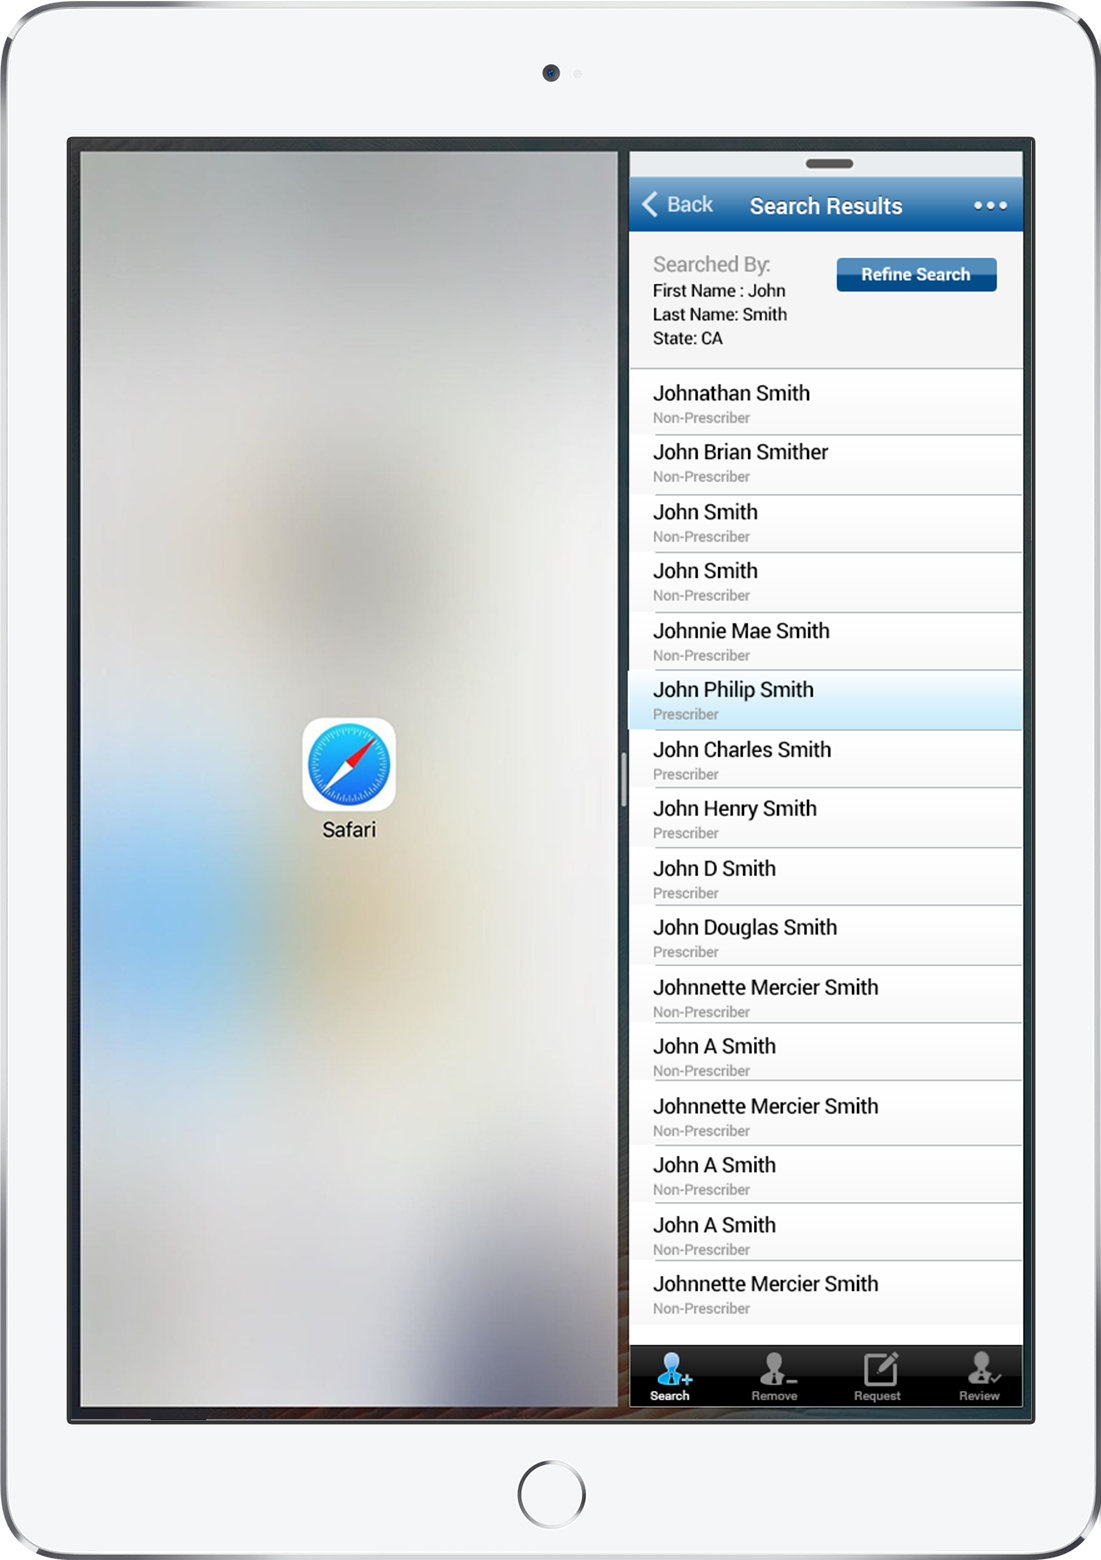 Safari
Back
Search Results
Searched By:
Refine Search
First Name : John
Last Name: Smith
State: CA
Johnathan Smith
Non-Prescriber
John Brian Smither
Non-Prescriber
John Smith
Non-Prescriber
John Smith
Non-Prescriber
Johnnie Mae Smith
Non-Prescriber
John Philip Smith
Prescriber
John Charles Smith
Prescriber
John Henry Smith
Prescriber
John D Smith
Prescriber
John Douglas Smith
Prescriber
Johnnette Mercier Smith
Non-Prescriber
John A Smith
Non-Prescriber
Johnnette Mercier Smith
Non-Prescriber
John A Smith
Non-Prescriber
John A Smith
Non-Prescriber
Johnnette Mercier Smith
Non-Prescriber
Search
Remove
Request
Review